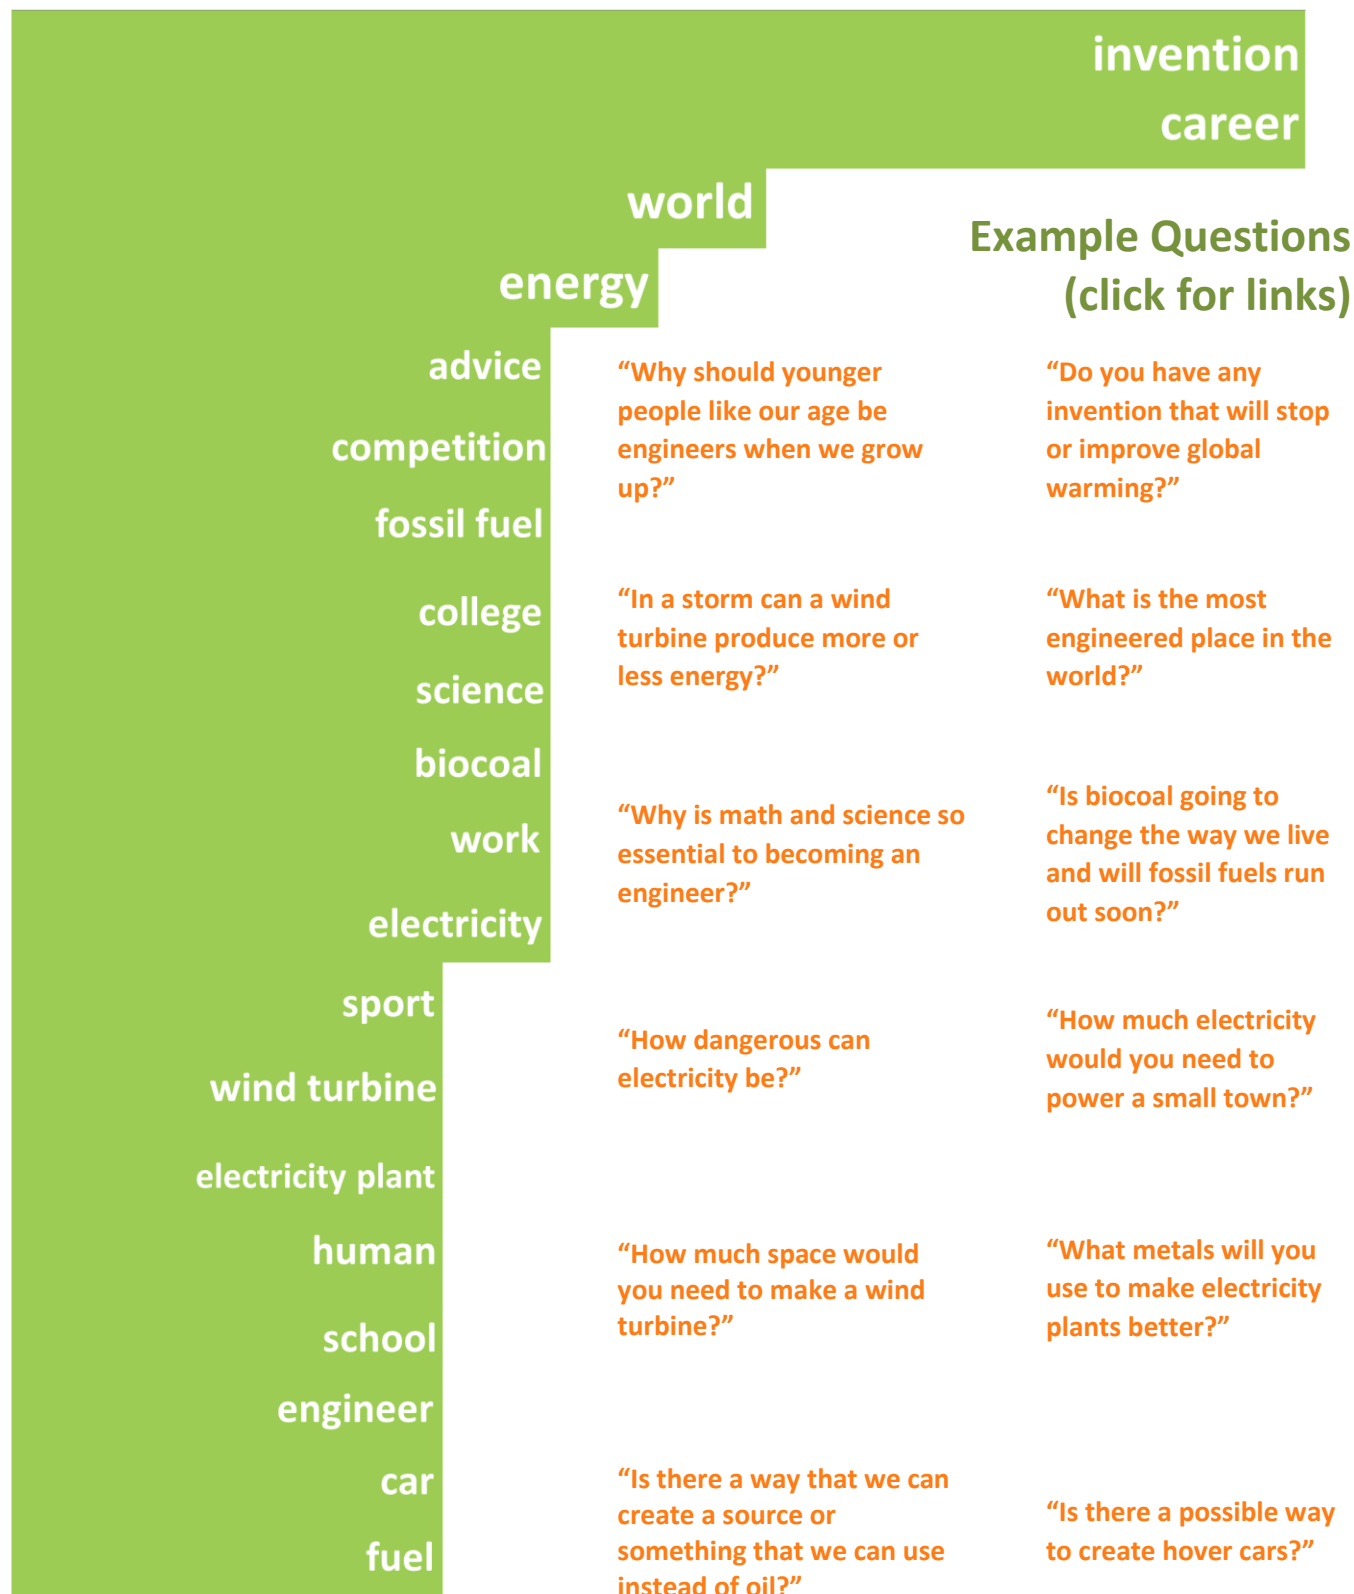 invention
career
world
energy
advice
competition
fossil fuel
college
science
biocoal
work
electricity
sport
wind turbine
electricity plant
human
school
engineer
car
fuel
Example Questions
(click for links)
“Why should younger
people like our age be
engineers when we grow
up?”
“Do you have any
invention that will stop
or improve global
warming?”
“In a storm can a wind
turbine produce more or
less energy?”
“What is the most
engineered place in the
world?”
“Why is math and science so
essential to becoming an
engineer?”
“Is biocoal going to
change the way we live
and will fossil fuels run
out soon?”
“How dangerous can
electricity be?”
“How much electricity
would you need to
power a small town?”
“How much space would
you need to make a wind
turbine?”
“What metals will you
use to make electricity
plants better?”
“Is there a way that we can
create a source or
something that we can use
instead of oil?”
“Is there a possible way
to create hover cars?”